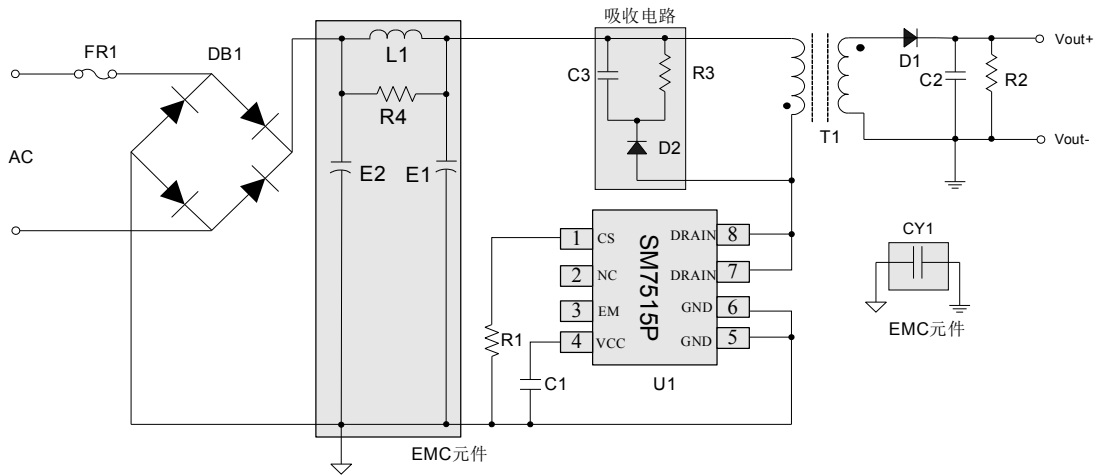 吸收电路
FR1
DB1
L1
C3
R3
D1
C2
R2
Vout+
R4
T1
AC
E2
E1
D2
Vout-
1
CS
DRAIN
8
2
NC
DRAIN
7
3
EM
GND
6
4
VCC
GND
5
SM7515P
U1
R1
C1
CY1
EMC元件
EMC元件